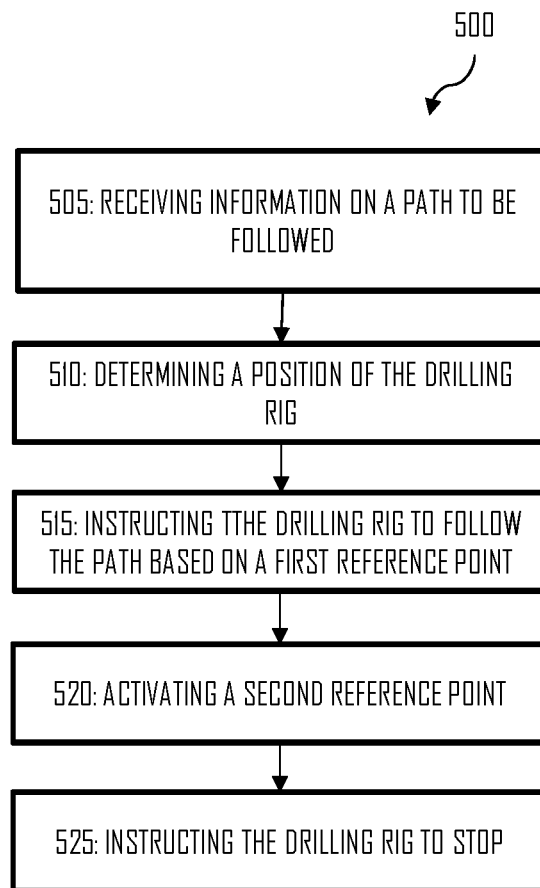 500
505: RECEIVING INFORMATION ON A PATH TO BE
FOLLOWED
510: DETERMINING A POSITION OF THE DRILLING
RIG
515: INSTRUCTING TTHE DRILLING RIG TO FOLLOW
THE PATH BASED ON A FIRST REFERENCE POINT
520: ACTIVATING A SECOND REFERENCE POINT
525: INSTRUCTING THE DRILLING RIG TO STOP